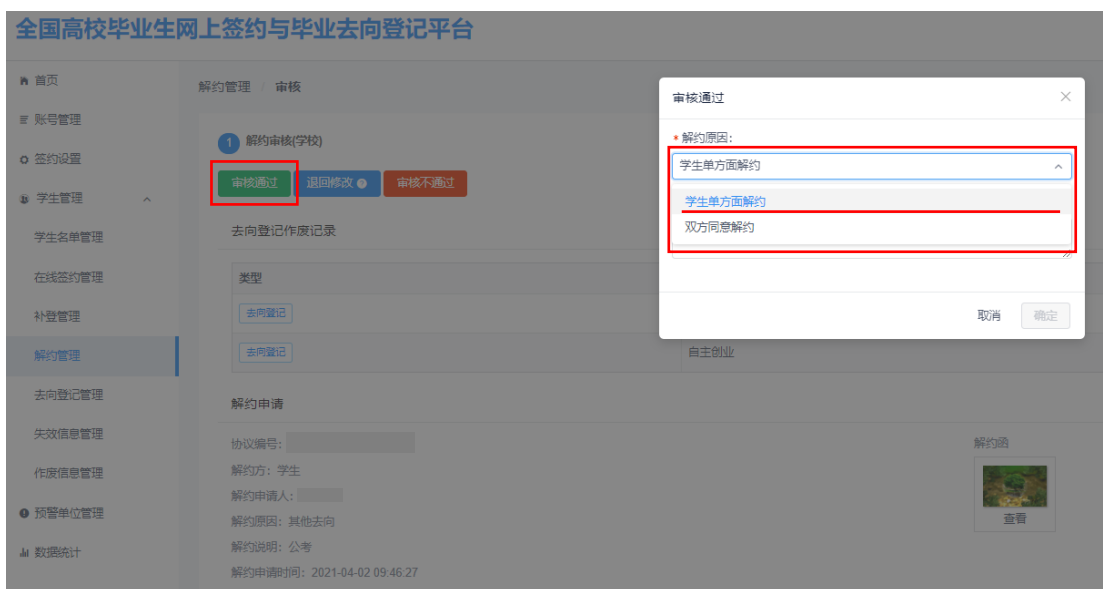 全国高校毕业生网上签约与毕业去向登记平台
首页
账号管理
签约设置
学生管理
学生名单管理
在线签约管理
补登管理
解约管理
去向登记管理
失效信息管理
作废信息管理
预警单位管理
数据统计
解约管理 / 审核
1 解约审核(学校)
审核通过 退回修改 审核不通过
去向登记作废记录
类型
去向登记
去向登记 自主创业
解约申请
协议编号:
解约方: 学生
解约申请人:
解约原因: 其他去向
解约说明: 公考
解约申请时间: 2021-04-02 09:46:27
解约函
查看
审核通过
* 解约原因:
学生单方面解约
学生单方面解约
双方同意解约
取消 确定